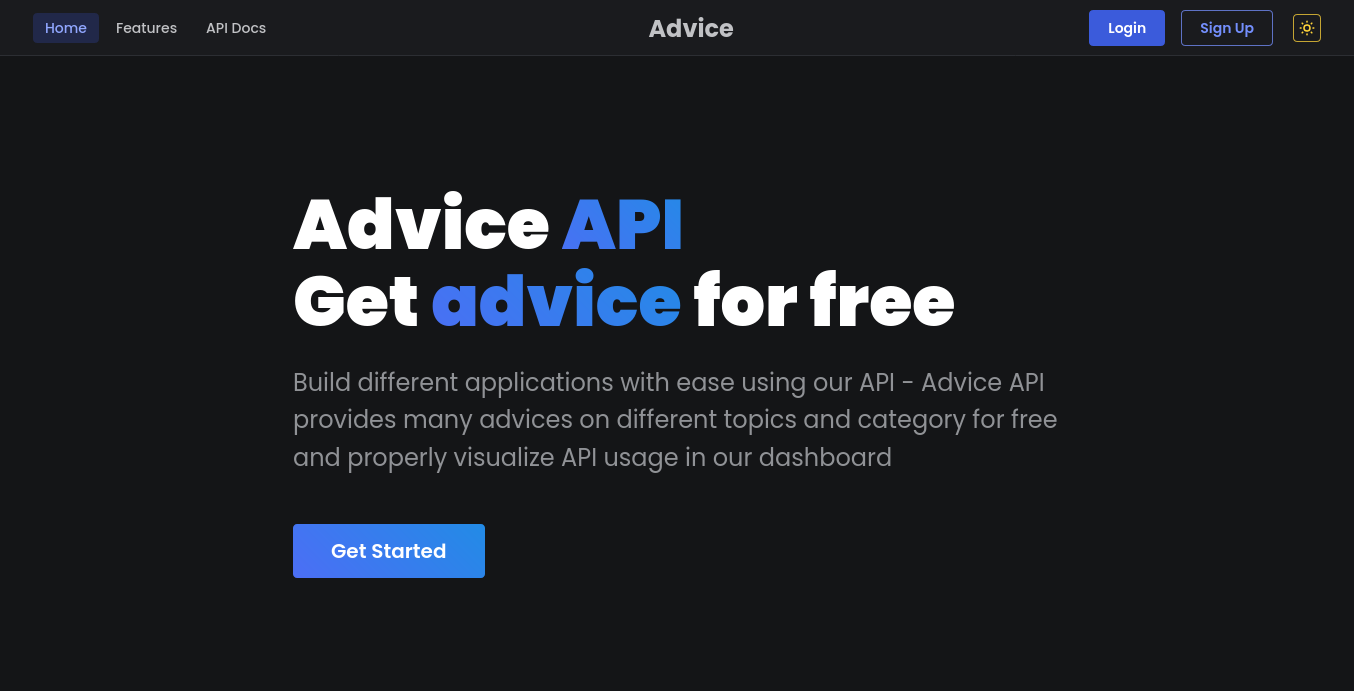 Home Features API Docs Advice Login Sign Up
Advice API
Get advice for free
Build different applications with ease using our API - Advice API
provides many advices on different topics and category for free
and properly visualize API usage in our dashboard
Get Started